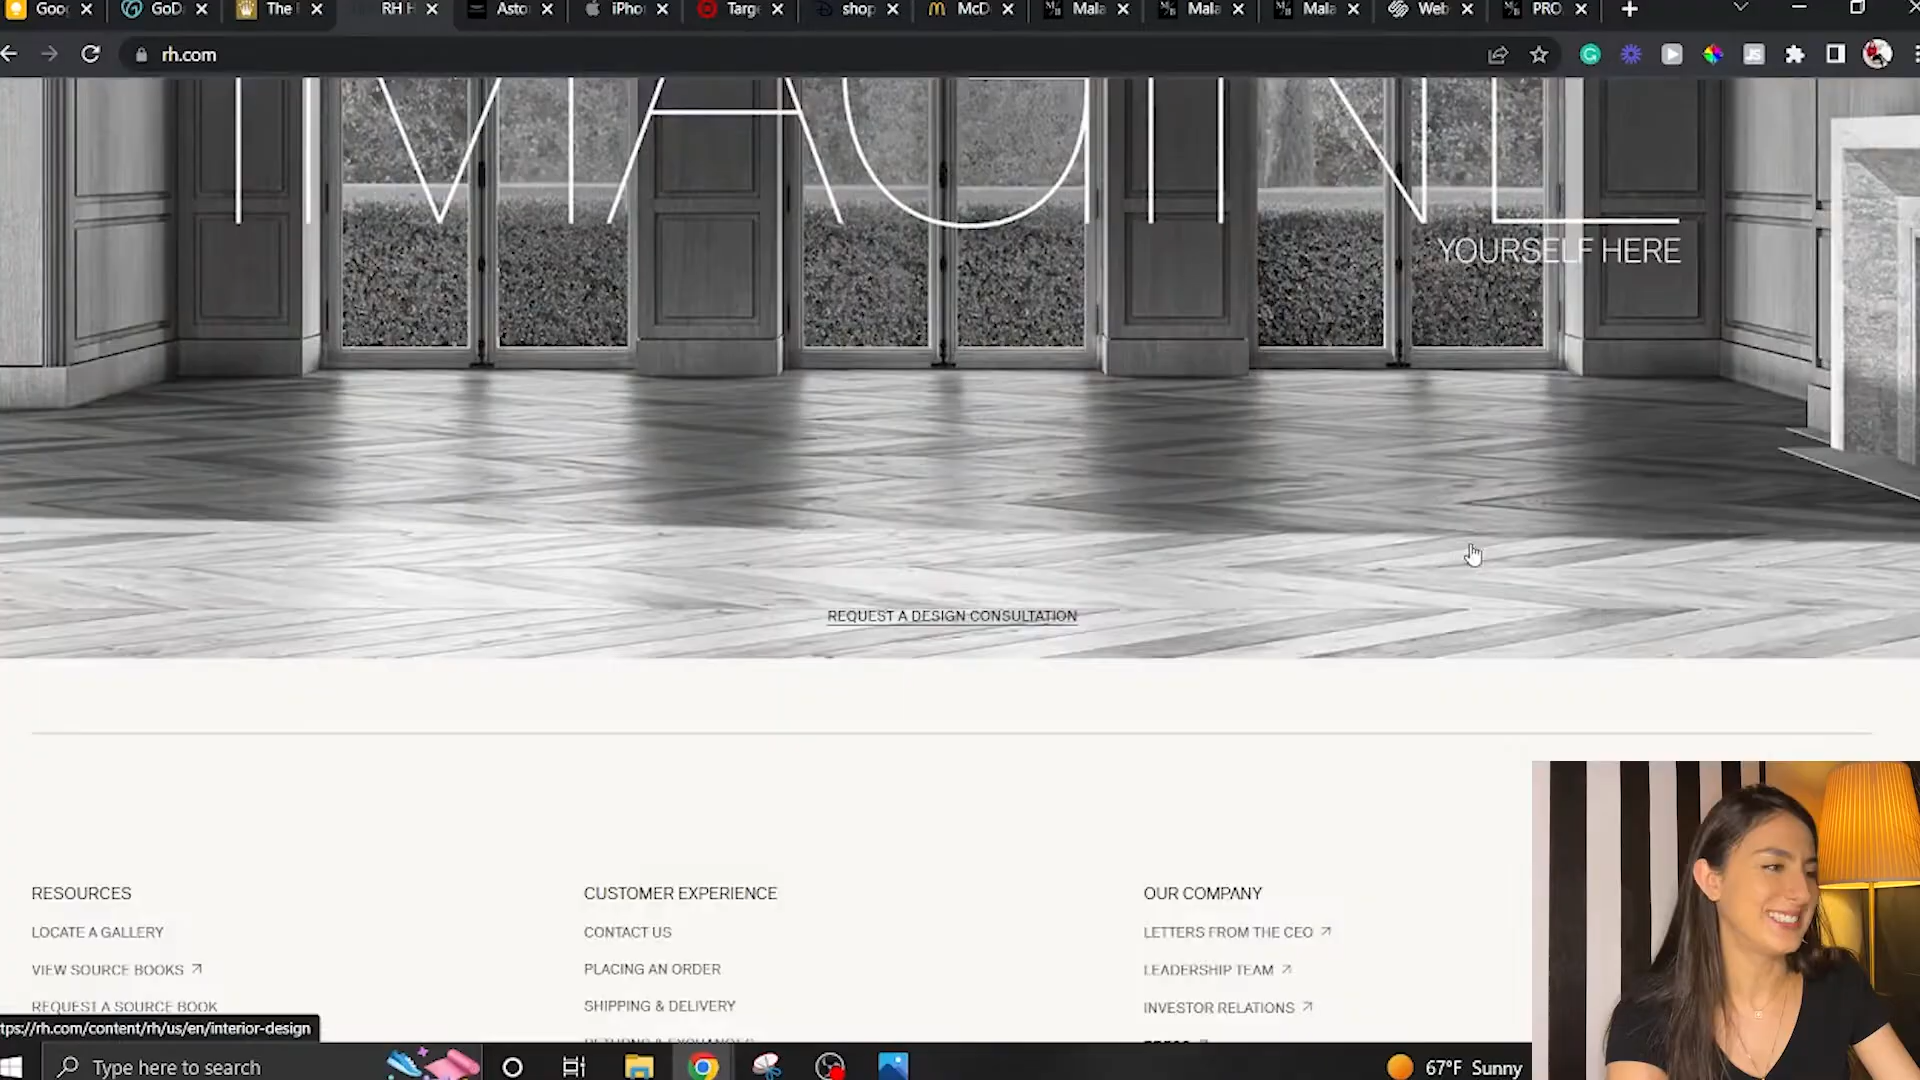 Goog
GoD
The
RH H
Asto
iPho
Targ
shop
McD
Mala
Mala
Mala
Web
PRO
rh.com
IMAGINE
YOURSELF HERE
REQUEST A DESIGN CONSULTATION
RESOURCES
LOCATE A GALLERY
VIEW SOURCE BOOKS
REQUEST A SOURCE BOOK
CUSTOMER EXPERIENCE
CONTACT US
PLACING AN ORDER
SHIPPING & DELIVERY
OUR COMPANY
LETTERS FROM THE CEO
LEADERSHIP TEAM
INVESTOR RELATIONS
tps://rh.com/content/rh/us/en/interior-design
Type here to search
67°F Sunny